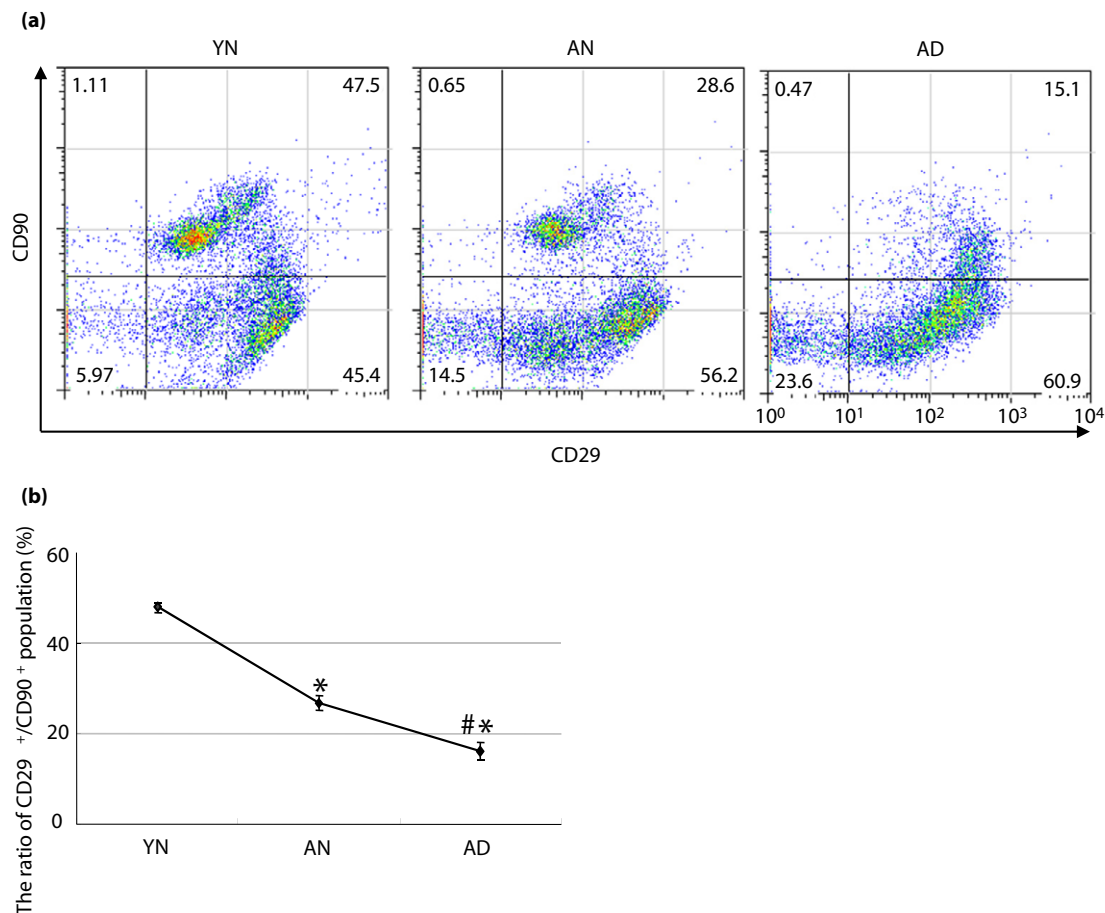 (a)
YN AN AD
1.11 47.5 0.65 28.6 0.47 15.1
CD90
5.97 45.4 14.5 56.2 23.6 60.9
10⁰ 10¹ 10² 10³ 10⁴
CD29
(b)
The ratio of CD29 ⁺/CD90 ⁺ population (%)
60
40
20
0
*
#*
YN AN AD